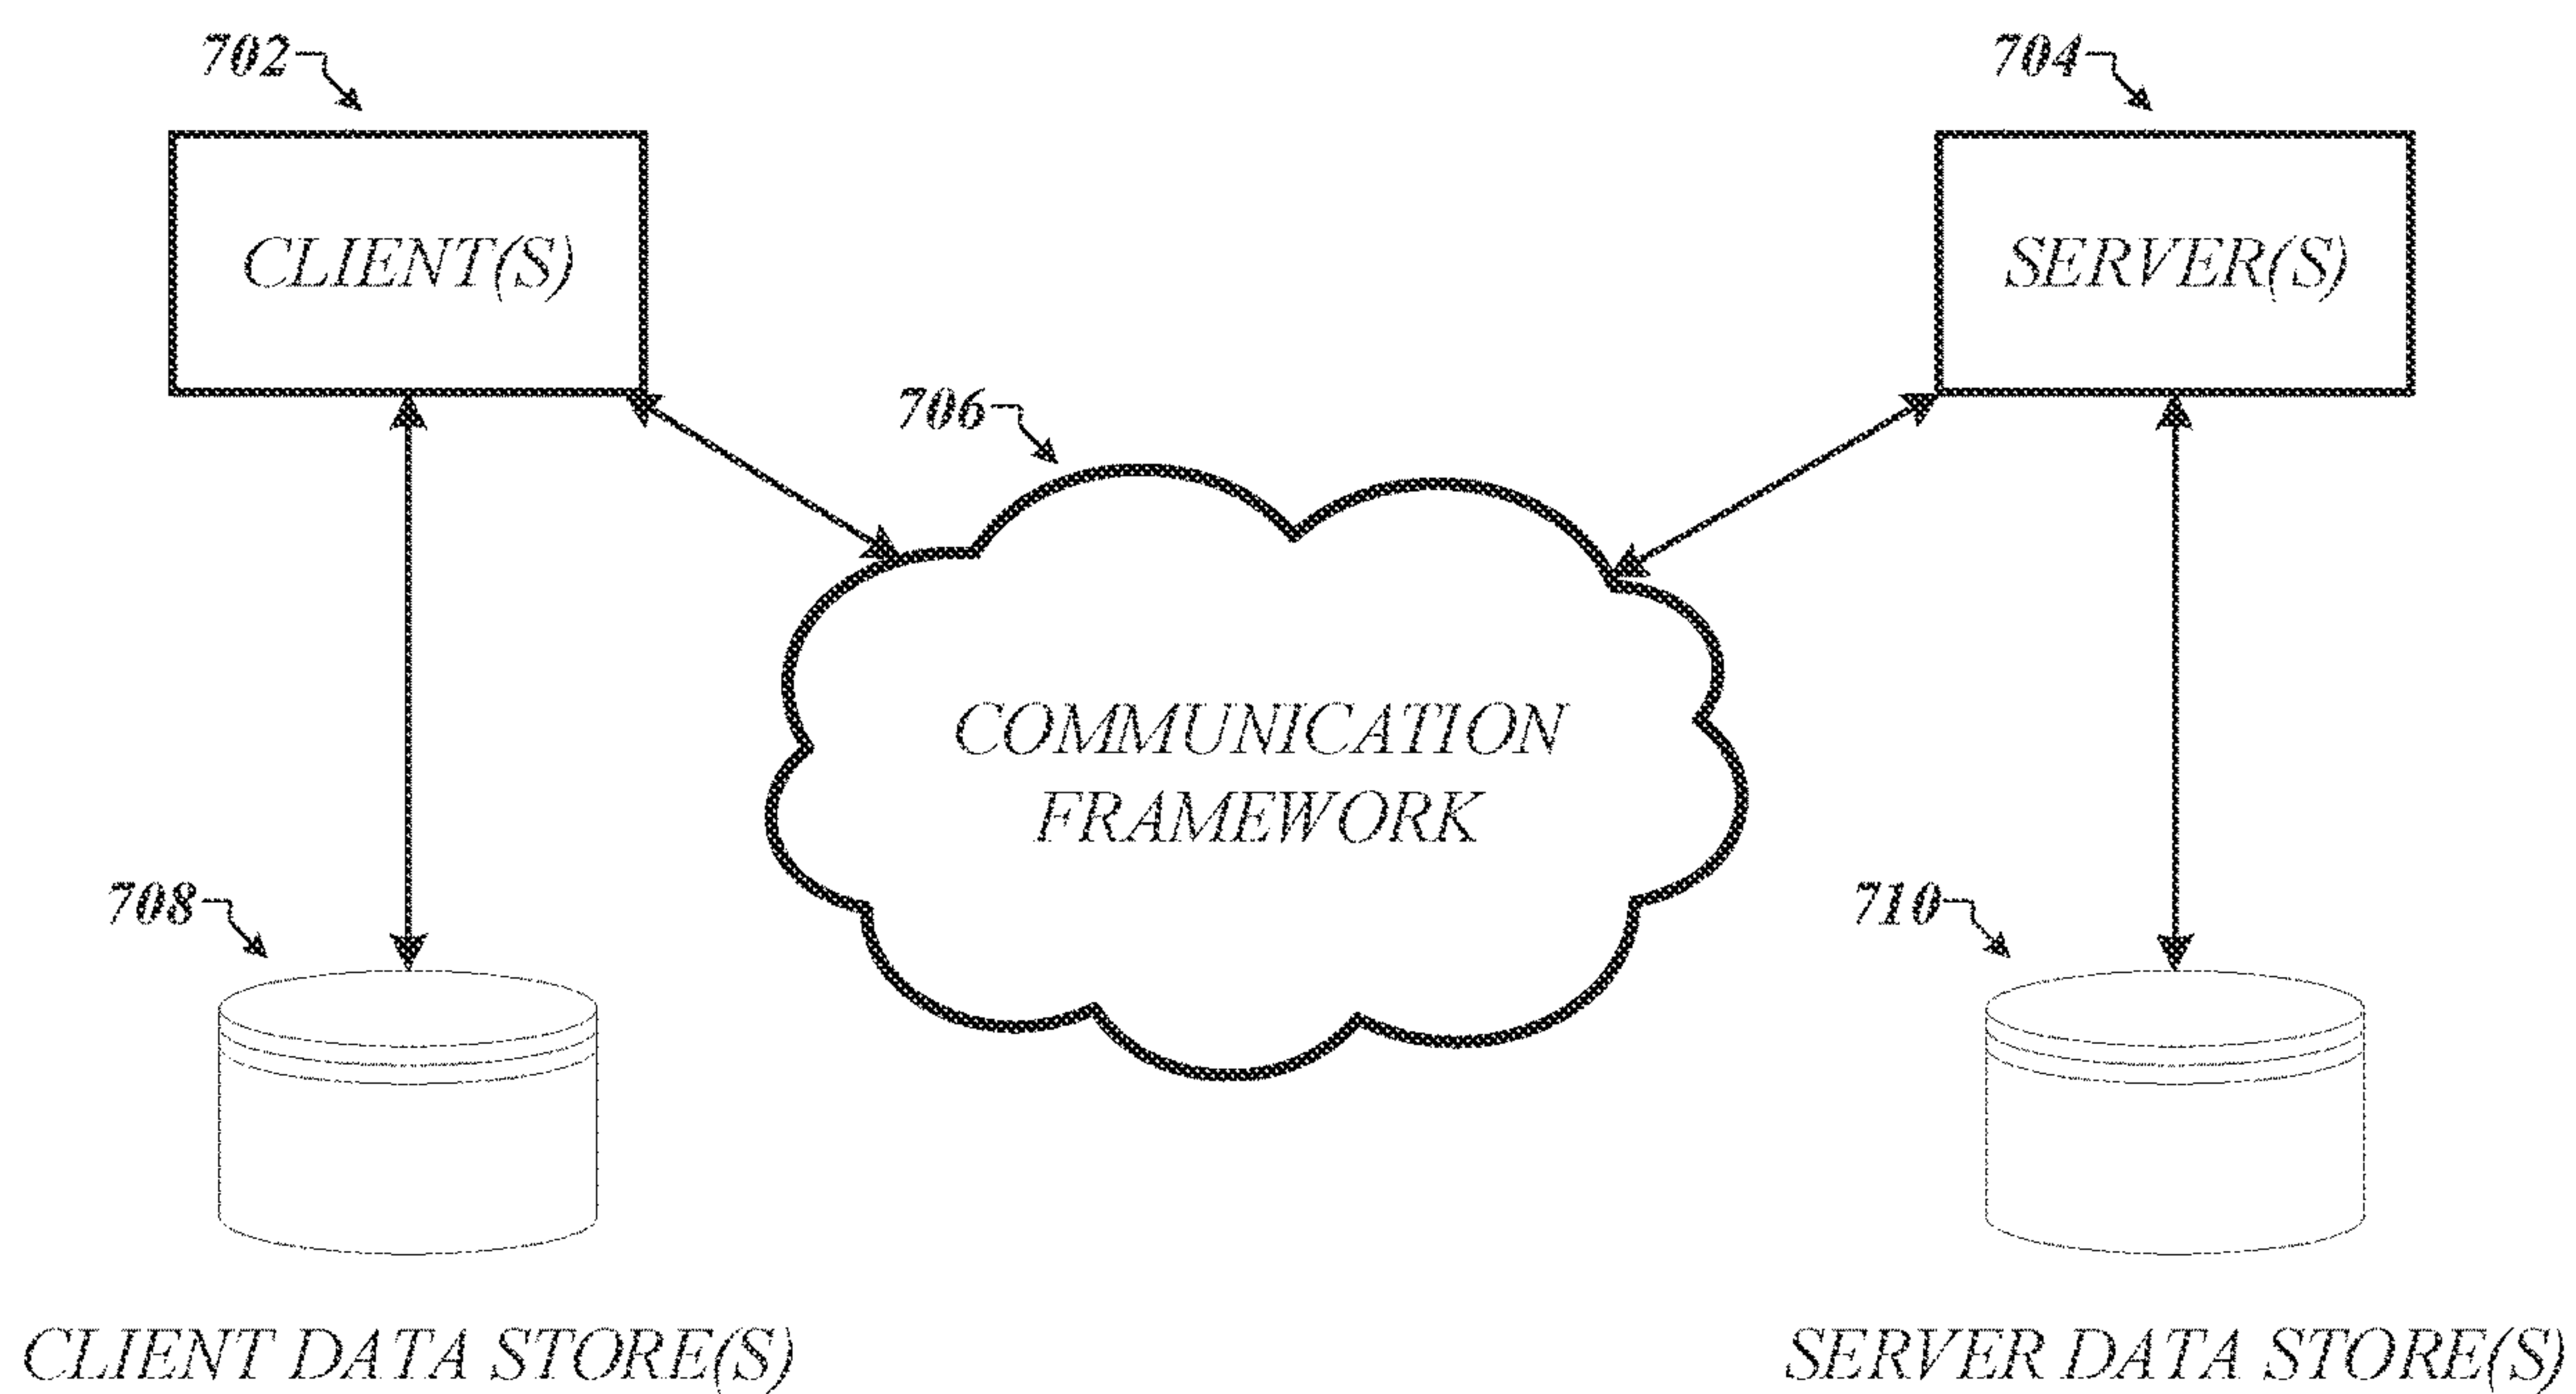 702
704
CLIENT(S)
SERVER(S)
706
COMMUNICATION
FRAMEWORK
708
710
CLIENT DATA STORE(S)
SERVER DATA STORE(S)